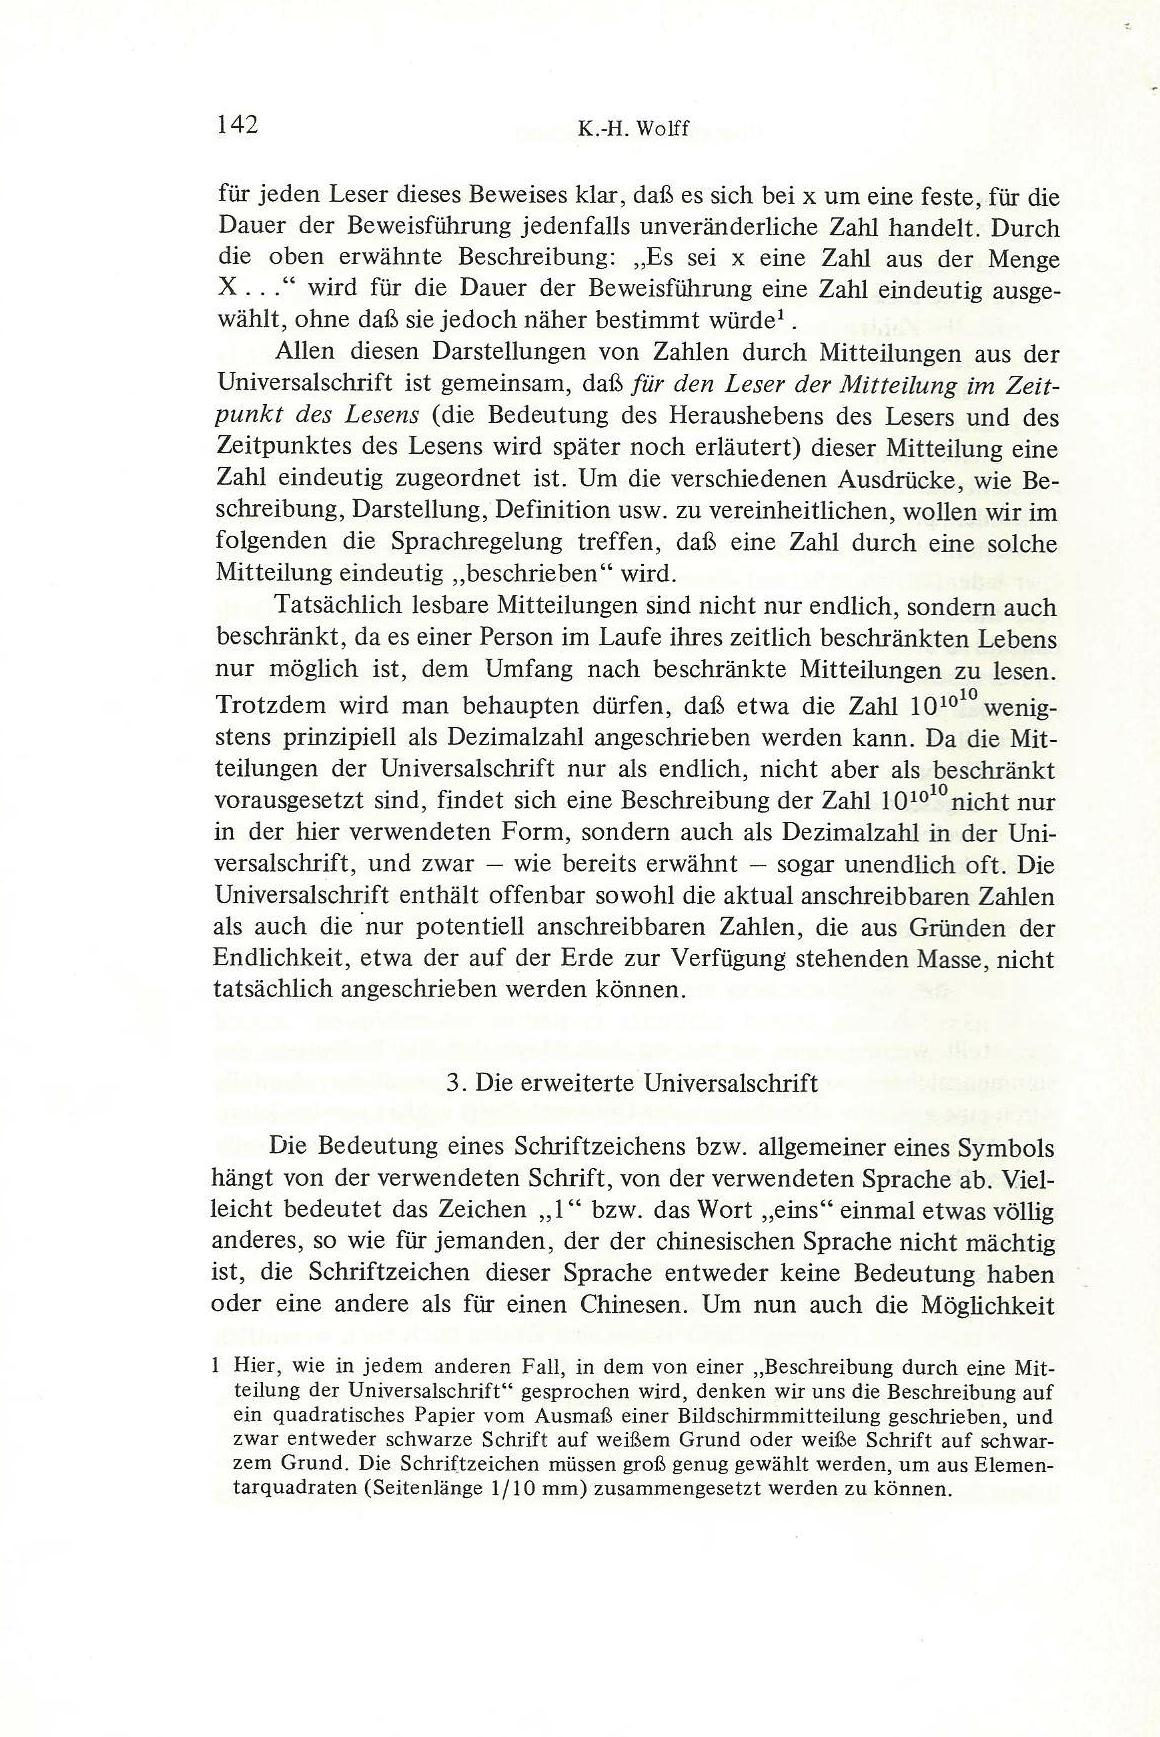 142
K.-H. Wolff
für jeden Leser dieses Beweises klar, daß es sich bei x um eine feste, für die
Dauer der Beweisführung jedenfalls unveränderliche Zahl handelt. Durch
die oben erwähnte Beschreibung: „Es sei x eine Zahl aus der Menge
X . . .“ wird für die Dauer der Beweisführung eine Zahl eindeutig ausge-
wählt, ohne daß sie jedoch näher bestimmt würde¹ .
Allen diesen Darstellungen von Zahlen durch Mitteilungen aus der
Universalschrift ist gemeinsam, daß für den Leser der Mitteilung im Zeit-
punkt des Lesens (die Bedeutung des Heraushebens des Lesers und des
Zeitpunktes des Lesens wird später noch erläutert) dieser Mitteilung eine
Zahl eindeutig zugeordnet ist. Um die verschiedenen Ausdrücke, wie Be-
schreibung, Darstellung, Definition usw. zu vereinheitlichen, wollen wir im
folgenden die Sprachregelung treffen, daß eine Zahl durch eine solche
Mitteilung eindeutig „beschrieben“ wird.
Tatsächlich lesbare Mitteilungen sind nicht nur endlich, sondern auch
beschränkt, da es einer Person im Laufe ihres zeitlich beschränkten Lebens
nur möglich ist, dem Umfang nach beschränkte Mitteilungen zu lesen.
Trotzdem wird man behaupten dürfen, daß etwa die Zahl 10^10^10 wenig-
stens prinzipiell als Dezimalzahl angeschrieben werden kann. Da die Mit-
teilungen der Universalschrift nur als endlich, nicht aber als beschränkt
vorausgesetzt sind, findet sich eine Beschreibung der Zahl 10^10^10 nicht nur
in der hier verwendeten Form, sondern auch als Dezimalzahl in der Uni-
versalschrift, und zwar — wie bereits erwähnt — sogar unendlich oft. Die
Universalschrift enthält offenbar sowohl die aktual anschreibbaren Zahlen
als auch die nur potentiell anschreibbaren Zahlen, die aus Gründen der
Endlichkeit, etwa der auf der Erde zur Verfügung stehenden Masse, nicht
tatsächlich angeschrieben werden können.
3. Die erweiterte Universalschrift
Die Bedeutung eines Schriftzeichens bzw. allgemeiner eines Symbols
hängt von der verwendeten Schrift, von der verwendeten Sprache ab. Viel-
leicht bedeutet das Zeichen „1“ bzw. das Wort „eins“ einmal etwas völlig
anderes, so wie für jemanden, der der chinesischen Sprache nicht mächtig
ist, die Schriftzeichen dieser Sprache entweder keine Bedeutung haben
oder eine andere als für einen Chinesen. Um nun auch die Möglichkeit
1 Hier, wie in jedem anderen Fall, in dem von einer „Beschreibung durch eine Mit-
teilung der Universalschrift“ gesprochen wird, denken wir uns die Beschreibung auf
ein quadratisches Papier vom Ausmaß einer Bildschirmmitteilung geschrieben, und
zwar entweder schwarze Schrift auf weißem Grund oder weiße Schrift auf schwar-
zem Grund. Die Schriftzeichen müssen groß genug gewählt werden, um aus Elemen-
tarquadraten (Seitenlänge 1/10 mm) zusammengesetzt werden zu können.